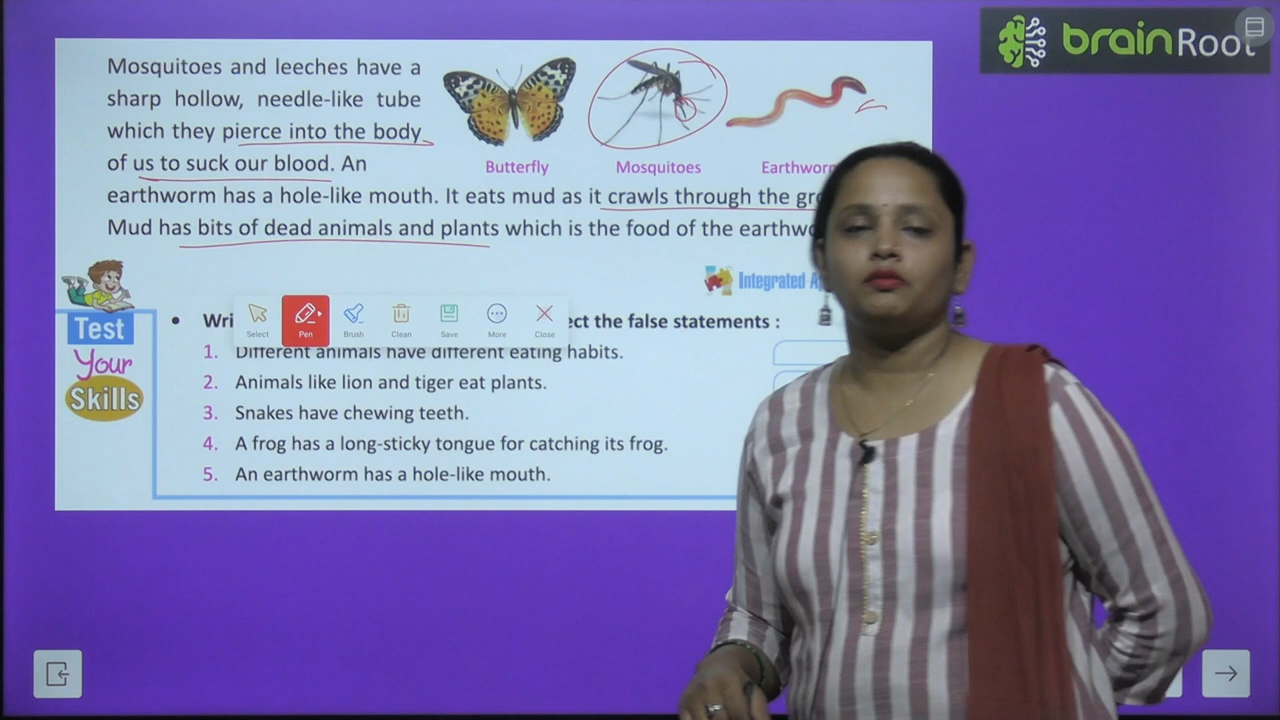 brainRoot
Mosquitoes and leeches have a
sharp hollow, needle-like tube
which they pierce into the body
of us to suck our blood. An
Butterfly
Mosquitoes
earthworm has a hole-like mouth. It eats mud as it crawls through the
Mud has bits of dead animals and plants which is the food of the
Integrated
Test
Your
Skills
• ect the false statements :
Select
Pen
Brush
Clean
Save
More
Close
1. Different animals have different eating habits.
2. Animals like lion and tiger eat plants.
3. Snakes have chewing teeth.
4. A frog has a long-sticky tongue for catching its frog.
5. An earthworm has a hole-like mouth.